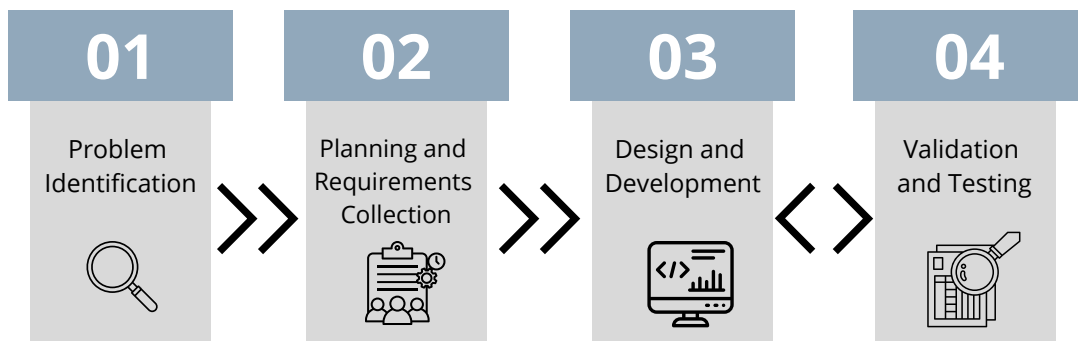 01
Problem
Identification
02
Planning and
Requirements
Collection
03
Design and
Development
</>
04
Validation
and Testing